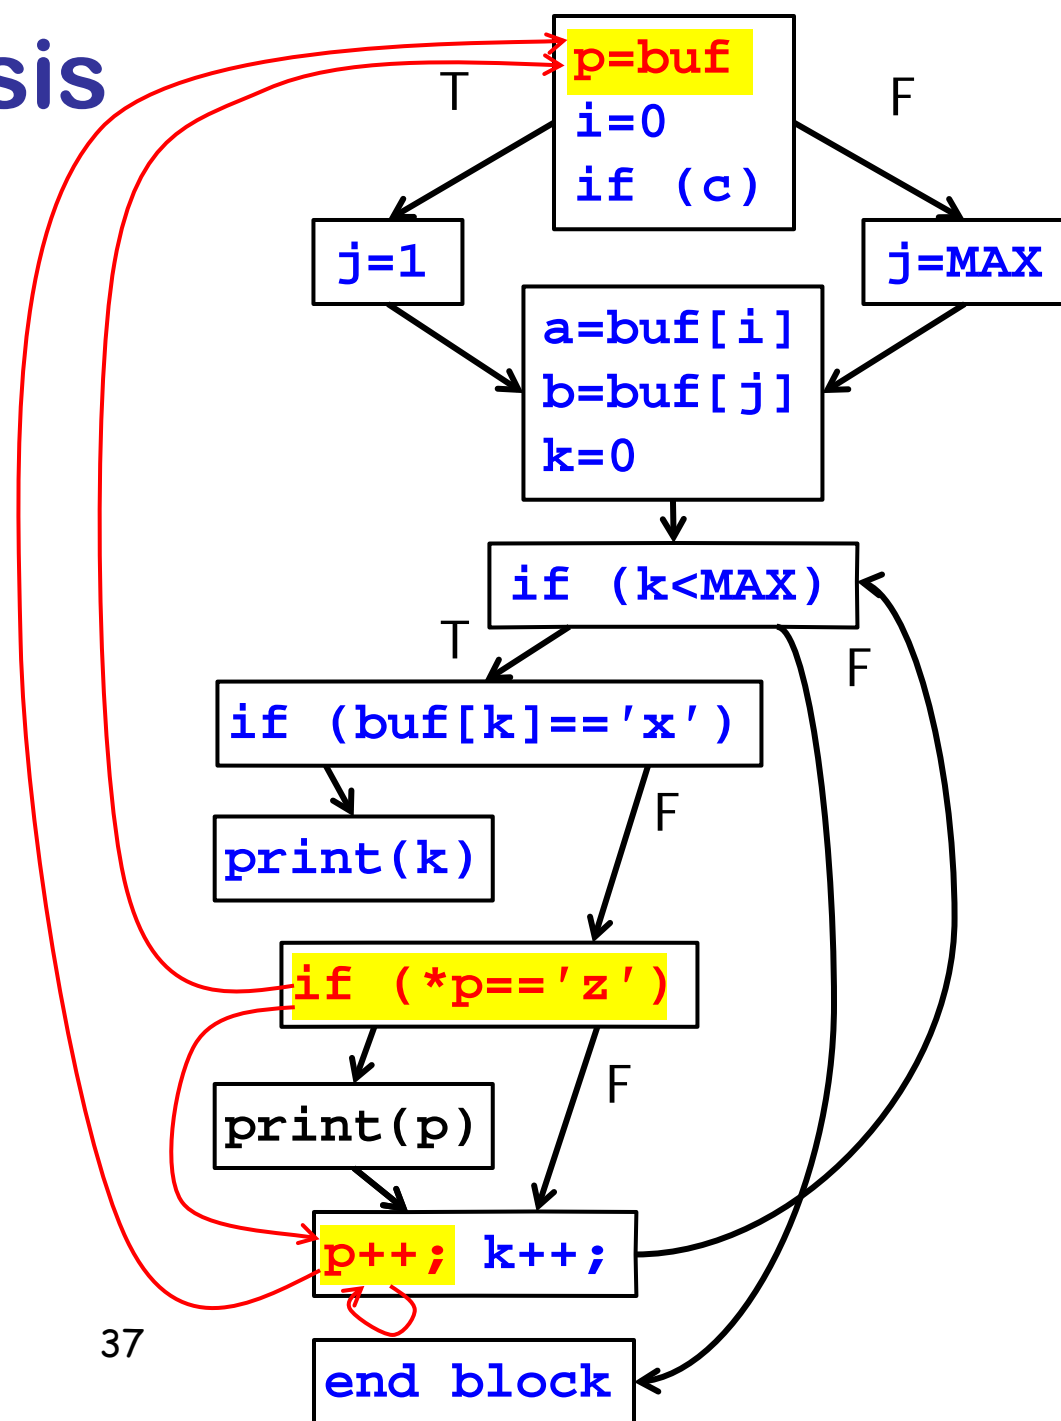 sis
p=buf
T
F
i=0
if (c)
j=1
j=MAX
a=buf[i]
b=buf[j]
k=0
if (k<MAX)
T
F
if (buf[k]=='x')
F
print(k)
if (*p=='z')
F
print(p)
p++; k++;
37
end block